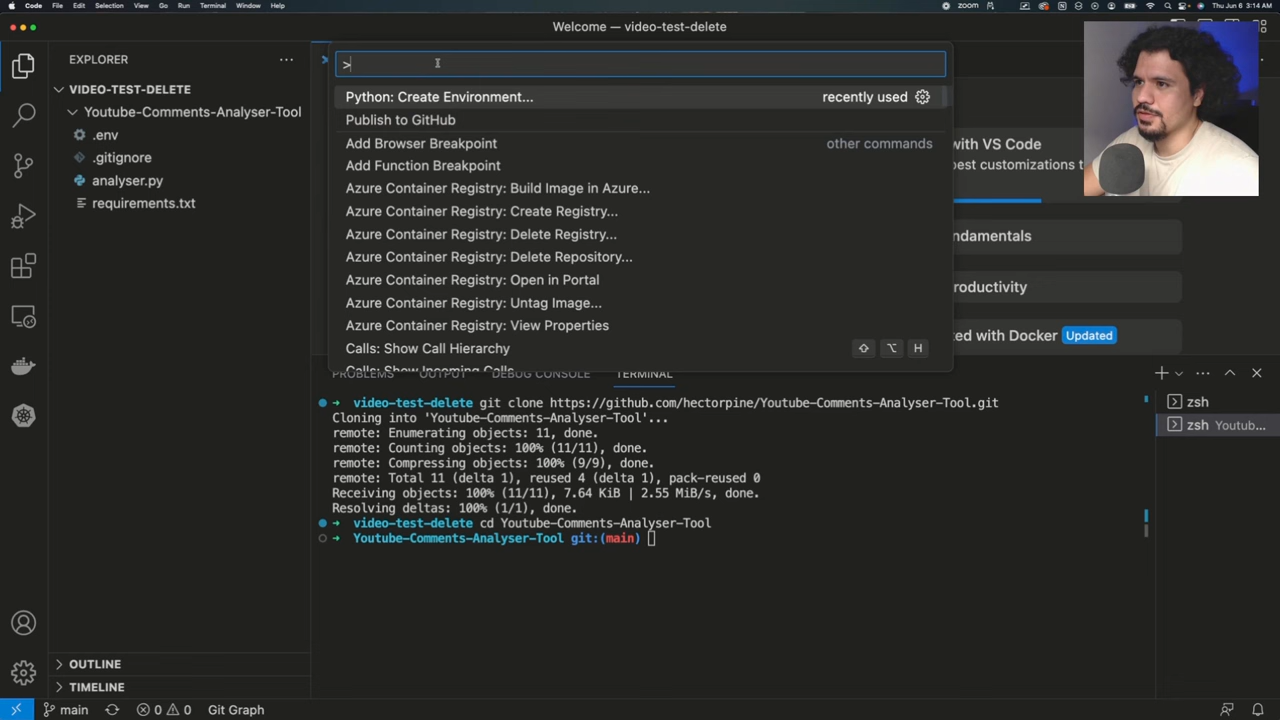 Code File Edit Selection View Go Run Terminal Window Help
zoom
Thu Jun 6 3:14 AM
Welcome — video-test-delete
EXPLORER
VIDEO-TEST-DELETE
Youtube-Comments-Analyser-Tool
.env
.gitignore
analyser.py
requirements.txt
>
Python: Create Environment... recently used
Publish to GitHub
Add Browser Breakpoint other commands
Add Function Breakpoint
Azure Container Registry: Build Image in Azure...
Azure Container Registry: Create Registry...
Azure Container Registry: Delete Registry...
Azure Container Registry: Delete Repository...
Azure Container Registry: Open in Portal
Azure Container Registry: Untag Image...
Azure Container Registry: View Properties
Calls: Show Call Hierarchy ⇧ ⌥ H
Calls: Show Incoming Calls
with VS Code
best customizations t
ndamentals
roductivity
ed with Docker Updated
PROBLEMS OUTPUT DEBUG CONSOLE TERMINAL
zsh
zsh Youtub...
➜ video-test-delete git clone https://github.com/hectorpine/Youtube-Comments-Analyser-Tool.git
Cloning into 'Youtube-Comments-Analyser-Tool'...
remote: Enumerating objects: 11, done.
remote: Counting objects: 100% (11/11), done.
remote: Compressing objects: 100% (9/9), done.
remote: Total 11 (delta 1), reused 4 (delta 1), pack-reused 0
Receiving objects: 100% (11/11), 7.64 KiB | 2.55 MiB/s, done.
Resolving deltas: 100% (1/1), done.
➜ video-test-delete cd Youtube-Comments-Analyser-Tool
➜ Youtube-Comments-Analyser-Tool git:(main)
OUTLINE
TIMELINE
main 0 0 Git Graph